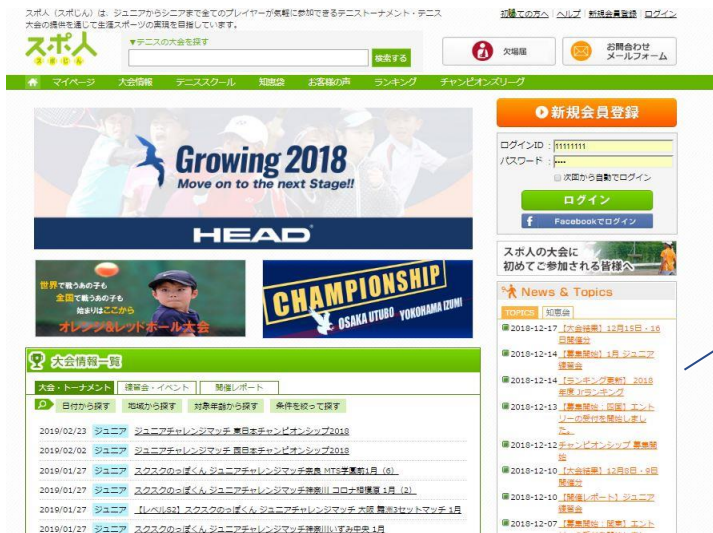 スポ人（スポじん）は、ジュニアからシニアまで全てのプレイヤーが気軽に参加できるテニストーナメント・テニス
大会の提供を通じて生涯スポーツの実現を目指しています。
初めての方へ ヘルプ 新規会員登録 ログイン
スポ人
スポじん
▼テニスの大会を探す
検索する
欠場届
お問合わせ
メールフォーム
マイページ 大会情報 テニススクール 知恵袋 お客様の声 ランキング チャンピオンズリーグ
Growing 2018
Move on to the next Stage!!
HEAD
新規会員登録
ログインID : 11111111
パスワード : ••••
次回から自動でログイン
ログイン
f Facebookでログイン
スポ人の大会に
初めてご参加される皆様へ
世界で戦うあの子も
全国で戦うあの子も
始まりはここから
オレンジ&レッドボール大会
CHAMPIONSHIP
OSAKA UTUBO YOKOHAMA IZUMI
News & Topics
TOPICS 知恵袋
2018-12-17 【大会結果】12月15日・16
日開催分
2018-12-14 【募集開始】1月 ジュニア
練習会
2018-12-14 【ランキング更新】 2018
年度 Jrランキング
2018-12-13 【募集開始：四国】エント
リーの受付を開始しまし
た。
2018-12-12 チャンピオンシップ 募集開
始
2018-12-10 【大会結果】12月8日・9日
開催分
2018-12-10 【開催レポート】ジュニア
練習会
2018-12-07 【募集開始：関東】エント
大会情報一覧
大会・トーナメント 練習会・イベント 開催レポート
日付から探す 地域から探す 対象年齢から探す 条件を絞って探す
2019/02/23 ジュニア ジュニアチャレンジマッチ 東日本チャンピオンシップ2018
2019/02/02 ジュニア ジュニアチャレンジマッチ 西日本チャンピオンシップ2018
2019/01/27 ジュニア スクスクのっぽくん ジュニアチャレンジマッチ奈良 MTS学園前1月（6）
2019/01/27 ジュニア スクスクのっぽくん ジュニアチャレンジマッチ神奈川 コロナ相模原 1月（2）
2019/01/27 ジュニア 【レベルS2】スクスクのっぽくん ジュニアチャレンジマッチ 大阪 舞洲3セットマッチ 1月
2019/01/27 ジュニア スクスクのっぽくん ジュニアチャレンジマッチ神奈川いずみ中央 1月